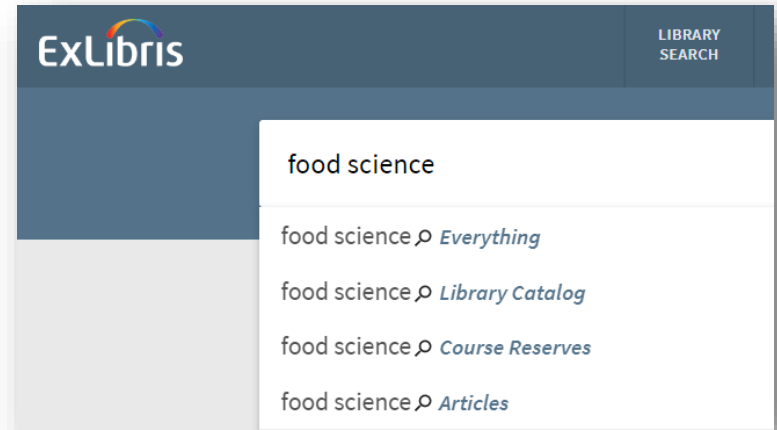 ExLibris
LIBRARY
SEARCH
food science
food science Everything
food science Library Catalog
food science Course Reserves
food science Articles